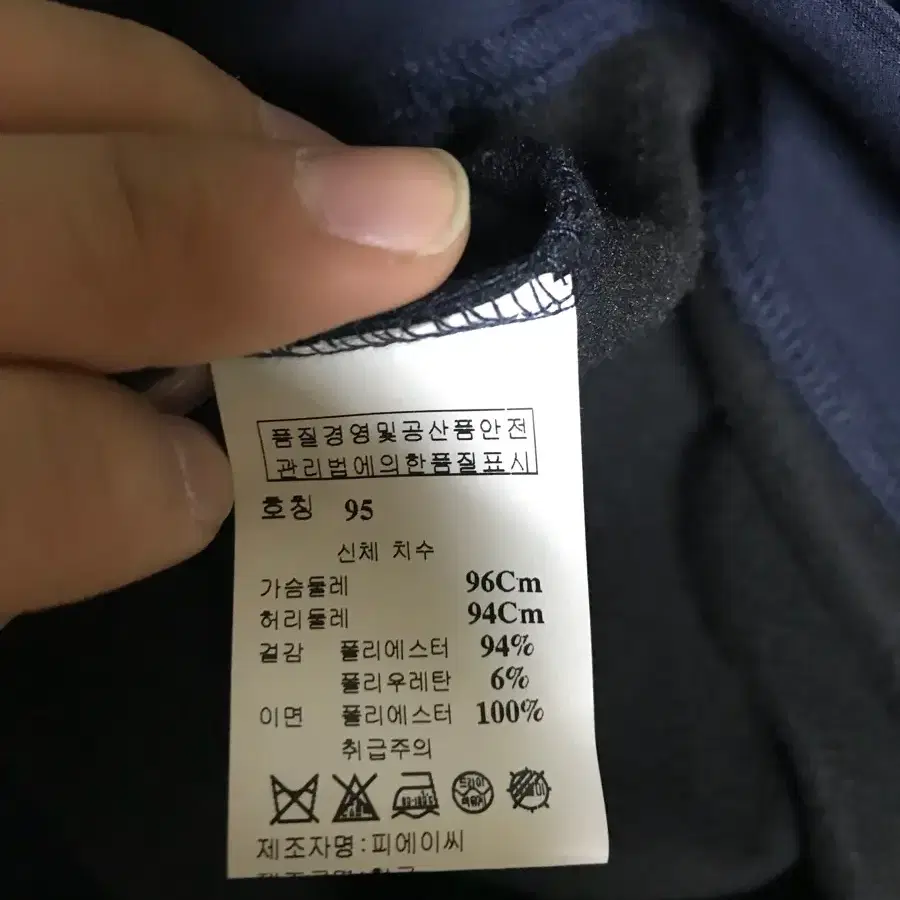 품질경영및공산품안전
관리법에의한품질표시
호칭 95
신체 치수
가슴둘레 96Cm
허리둘레 94Cm
겉감 폴리에스터 94%
폴리우레탄 6%
이면 폴리에스터 100%
취급주의
드라이
제조자명:피에이씨